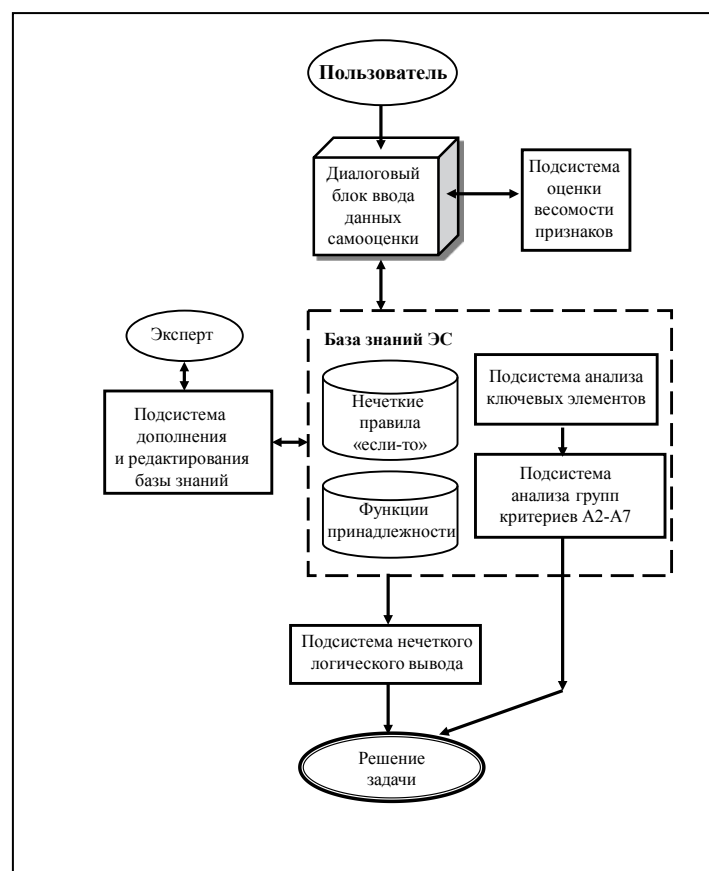 Пользователь
Диалоговый
блок ввода
данных
самооценки
Подсистема
оценки
весомости
признаков
Эксперт
База знаний ЭС
Подсистема
дополнения
и редактирования
базы знаний
Нечеткие
правила
«если-то»
Функции
принадлежности
Подсистема анализа
ключевых элементов
Подсистема
анализа групп
критериев А2-А7
Подсистема нечеткого
логического вывода
Решение
задачи